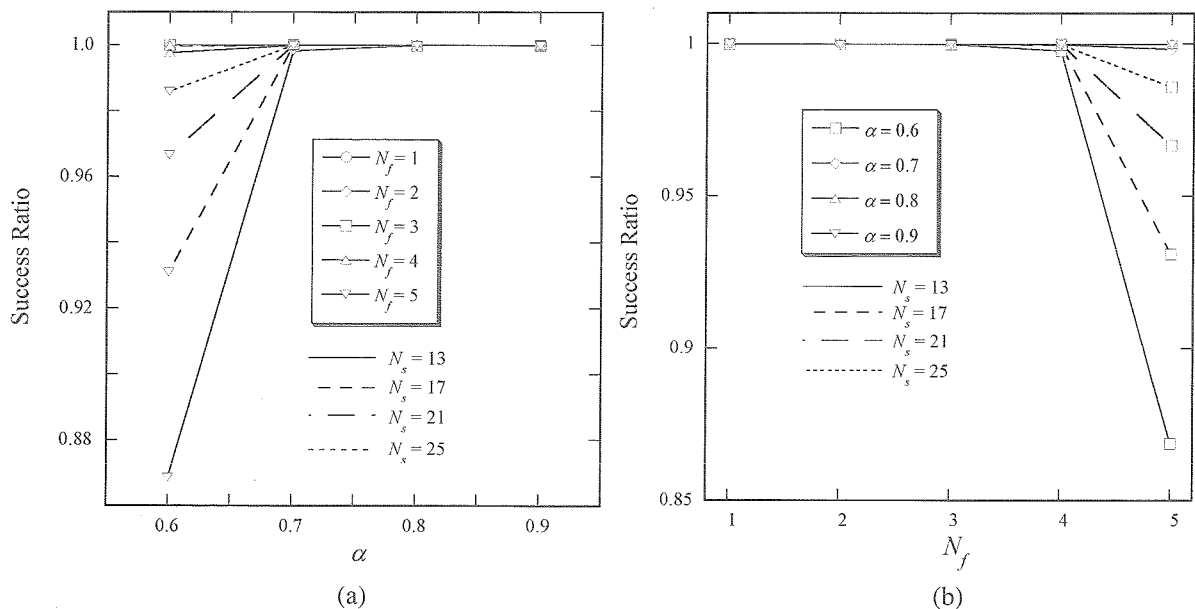 1.0
0.96
0.92
0.88
Success Ratio
N_f = 1
N_f = 2
N_f = 3
N_f = 4
N_f = 5
N_s = 13
N_s = 17
N_s = 21
N_s = 25
0.6
0.7
0.8
0.9
α
(a)
1
0.95
0.9
0.85
Success Ratio
α = 0.6
α = 0.7
α = 0.8
α = 0.9
N_s = 13
N_s = 17
N_s = 21
N_s = 25
1
2
3
4
5
N_f
(b)